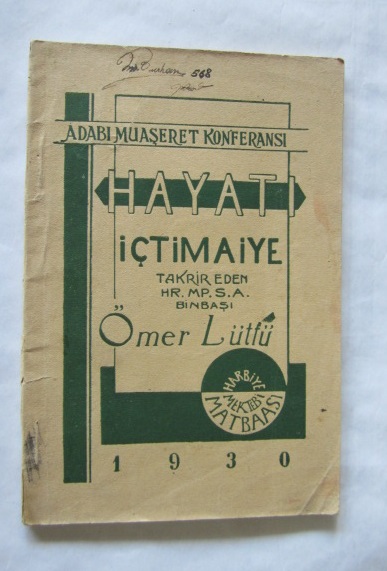 568
ADABI MUAŞERET KONFERANSI
HAYATI
İÇTİMAİYE
TAKRİR EDEN
HR. MP. S. A.
BİNBAŞI
Ömer Lütfü
HARBİYE
MEKTEBİ
MATBAASI
1930